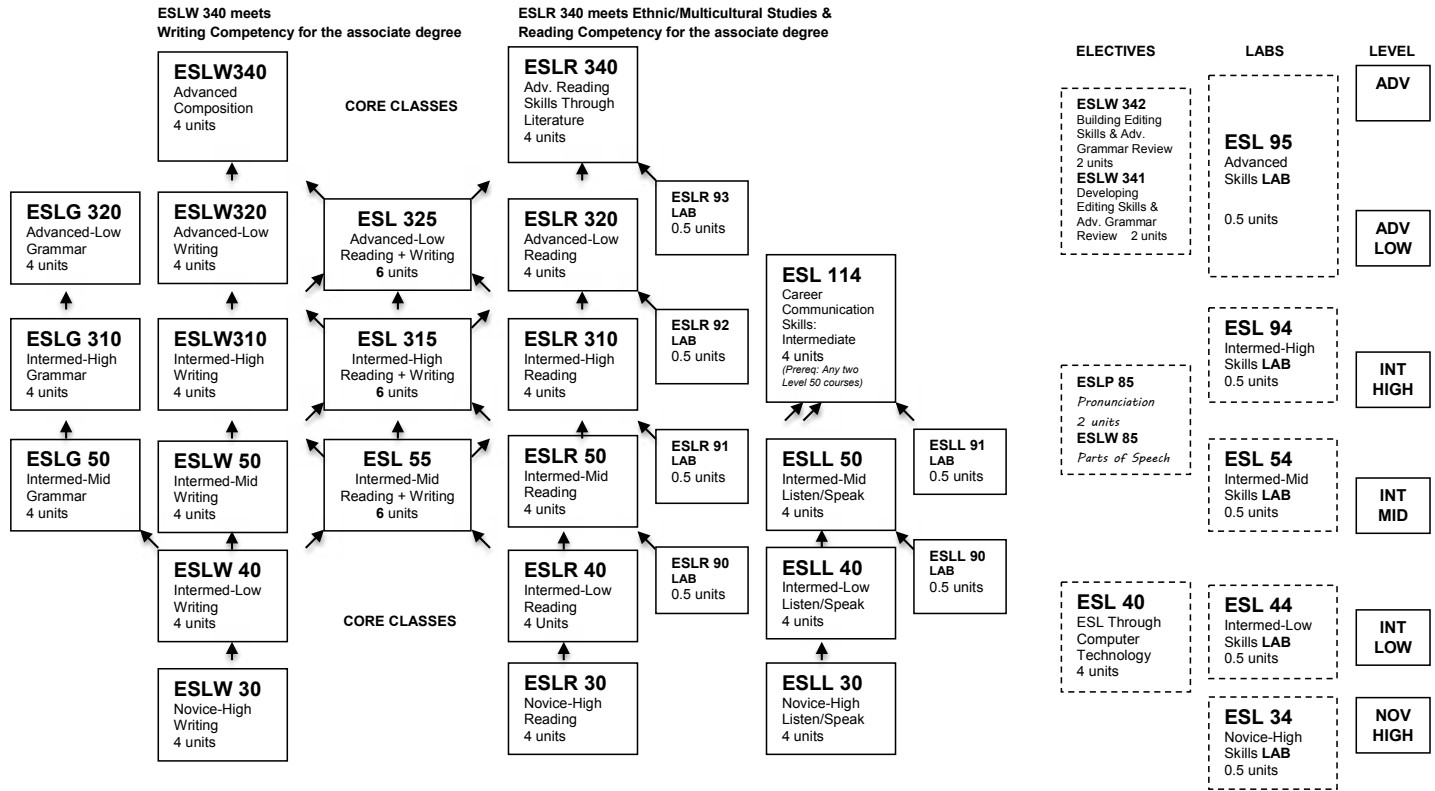 ESLW 340 meets
Writing Competency for the associate degree
ESLR 340 meets Ethnic/Multicultural Studies &
Reading Competency for the associate degree
ESLW340
Advanced
Composition
4 units
CORE CLASSES
ESLR 340
Adv. Reading
Skills Through
Literature
4 units
ESLG 320
Advanced-Low
Grammar
4 units
ESLW320
Advanced-Low
Writing
4 units
ESL 325
Advanced-Low
Reading + Writing
6 units
ESLR 320
Advanced-Low
Reading
4 units
ESLR 93
LAB
0.5 units
ESLG 310
Intermed-High
Grammar
4 units
ESLW310
Intermed-High
Writing
4 units
ESL 315
Intermed-High
Reading + Writing
6 units
ESLR 310
Intermed-High
Reading
4 units
ESLR 92
LAB
0.5 units
ESL 114
Career
Communication
Skills:
Intermediate
4 units
(Prereq: Any two
Level 50 courses)
ESLG 50
Intermed-Mid
Grammar
4 units
ESLW 50
Intermed-Mid
Writing
4 units
ESL 55
Intermed-Mid
Reading + Writing
6 units
ESLR 50
Intermed-Mid
Reading
4 units
ESLR 91
LAB
0.5 units
ESLL 50
Intermed-Mid
Listen/Speak
4 units
ESLL 91
LAB
0.5 units
ESLW 40
Intermed-Low
Writing
4 units
CORE CLASSES
ESLR 40
Intermed-Low
Reading
4 Units
ESLR 90
LAB
0.5 units
ESLL 40
Intermed-Low
Listen/Speak
4 units
ESLL 90
LAB
0.5 units
ESLW 30
Novice-High
Writing
4 units
ESLR 30
Novice-High
Reading
4 units
ESLL 30
Novice-High
Listen/Speak
4 units
ELECTIVES
ESLW 342
Building Editing
Skills & Adv.
Grammar Review
2 units
ESLW 341
Developing
Editing Skills &
Adv. Grammar
Review 2 units
ESLP 85
Pronunciation
2 units
ESLW 85
Parts of Speech
ESL 40
ESL Through
Computer
Technology
4 units
LABS
ESL 95
Advanced
Skills LAB
0.5 units
ESL 94
Intermed-High
Skills LAB
0.5 units
ESL 54
Intermed-Mid
Skills LAB
0.5 units
ESL 44
Intermed-Low
Skills LAB
0.5 units
ESL 34
Novice-High
Skills LAB
0.5 units
LEVEL
ADV
ADV
LOW
INT
HIGH
INT
MID
INT
LOW
NOV
HIGH